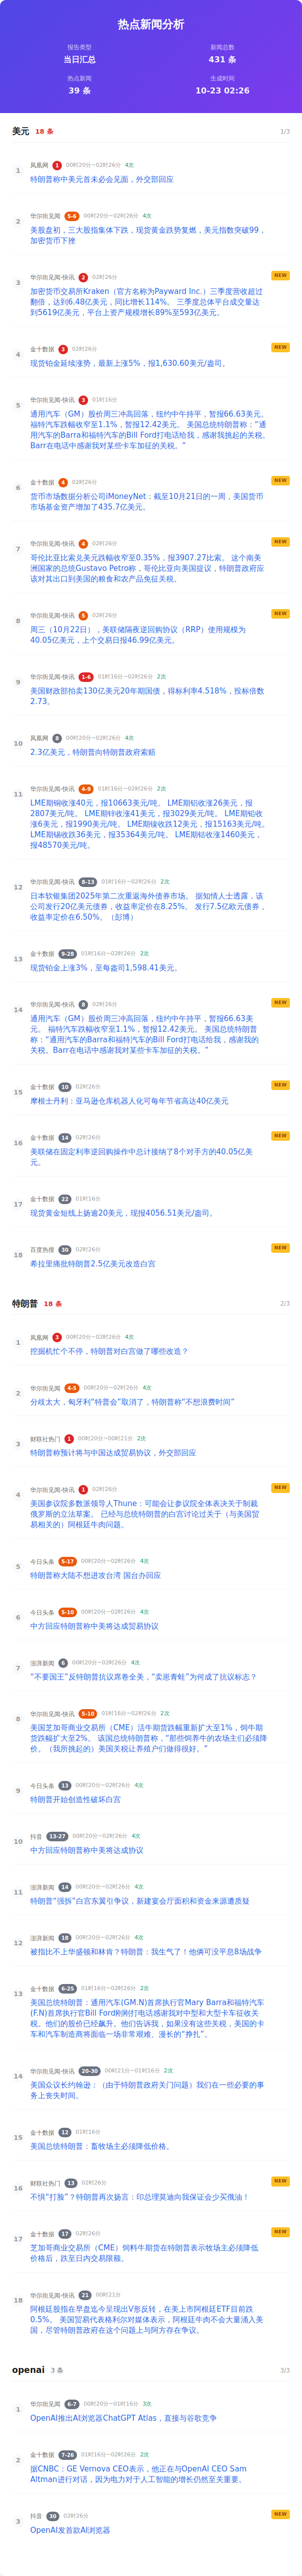 热点新闻分析
报告类型
新闻总数
当日汇总
431 条
热点新闻
生成时间
39 条
10-23 02:26
美元 18 条 1/3
1
凤凰网 1 00时20分~02时26分 4次
特朗普称中美元首未必会见面，外交部回应
2
华尔街见闻 5-6 00时20分~02时26分 4次
美股盘初，三大股指集体下跌，现货黄金跌势复燃，美元指数突破99，
加密货币下挫
3
华尔街见闻-快讯 2 02时26分 NEW
加密货币交易所Kraken（官方名称为Payward Inc.）三季度营收超过
翻倍，达到6.48亿美元，同比增长114%。 三季度总体平台成交量达
到5619亿美元，平台上资产规模增长89%至593亿美元。
4
金十数据 3 02时26分 NEW
现货铂金延续涨势，最新上涨5%，报1,630.60美元/盎司。
5
华尔街见闻-快讯 3 01时16分
通用汽车（GM）股价周三冲高回落，纽约中午持平，暂报66.63美元。
福特汽车跌幅收窄至1.1%，暂报12.42美元。 美国总统特朗普称：“通
用汽车的Barra和福特汽车的Bill Ford打电话给我，感谢我挑起的关税。
Barr在电话中感谢我对某些卡车加征的关税。”
6
金十数据 4 02时26分 NEW
货币市场数据分析公司iMoneyNet：截至10月21日的一周，美国货币
市场基金资产增加了435.7亿美元。
7
华尔街见闻-快讯 4 02时26分 NEW
哥伦比亚比索兑美元跌幅收窄至0.35%，报3907.27比索。 这个南美
洲国家的总统Gustavo Petro称，哥伦比亚向美国提议，特朗普政府应
该对其出口到美国的粮食和农产品免征关税。
8
华尔街见闻-快讯 5 02时26分 NEW
周三（10月22日），美联储隔夜逆回购协议（RRP）使用规模为
40.05亿美元，上个交易日报46.99亿美元。
9
华尔街见闻-快讯 1-6 01时16分~02时26分 2次
美国财政部拍卖130亿美元20年期国债，得标利率4.518%，投标倍数
2.73。
10
凤凰网 8 00时20分~02时26分 4次
2.3亿美元，特朗普向特朗普政府索赔
11
华尔街见闻-快讯 4-9 01时16分~02时26分 2次
LME期铜收涨40元，报10663美元/吨。 LME期铝收涨26美元，报
2807美元/吨。 LME期锌收涨41美元，报3029美元/吨。 LME期铅收
涨6美元，报1990美元/吨。 LME期镍收跌12美元，报15163美元/吨。
LME期锡收跌36美元，报35364美元/吨。 LME期钴收涨1460美元，
报48570美元/吨。
12
华尔街见闻-快讯 8-13 01时16分~02时26分 2次
日本软银集团2025年第二次重返海外债券市场。 据知情人士透露，该
公司发行20亿美元债券，收益率定价在8.25%。 发行7.5亿欧元债券，
收益率定价在6.50%。（彭博）
13
金十数据 9-28 01时16分~02时26分 2次
现货铂金上涨3%，至每盎司1,598.41美元。
14
华尔街见闻-快讯 8 02时26分 NEW
通用汽车（GM）股价周三冲高回落，纽约中午持平，暂报66.63美
元。 福特汽车跌幅收窄至1.1%，暂报12.42美元。 美国总统特朗普
称：“通用汽车的Barra和福特汽车的Bill Ford打电话给我，感谢我的
关税。Barr在电话中感谢我对某些卡车加征的关税。”
15
金十数据 10 02时26分 NEW
摩根士丹利：亚马逊仓库机器人化可每年节省高达40亿美元
16
金十数据 14 02时26分 NEW
美联储在固定利率逆回购操作中总计接纳了8个对手方的40.05亿美
元。
17
金十数据 22 01时16分
现货黄金短线上扬逾20美元，现报4056.51美元/盎司。
18
百度热搜 30 02时26分 NEW
希拉里痛批特朗普2.5亿美元改造白宫
特朗普 18 条 2/3
1
凤凰网 3 00时20分~02时26分 4次
挖掘机忙个不停，特朗普对白宫做了哪些改造？
2
华尔街见闻 4-5 00时20分~02时26分 4次
分歧太大，匈牙利“特普会”取消了，特朗普称“不想浪费时间”
3
财联社热门 1 00时20分~00时21分 2次
特朗普称预计将与中国达成贸易协议，外交部回应
4
华尔街见闻-快讯 1 02时26分 NEW
美国参议院多数派领导人Thune：可能会让参议院全体表决关于制裁
俄罗斯的立法草案。 已经与总统特朗普的白宫讨论过关于（与美国贸
易相关的）阿根廷牛肉问题。
5
今日头条 5-17 00时20分~02时26分 4次
特朗普称大陆不想进攻台湾 国台办回应
6
今日头条 5-10 00时20分~02时26分 4次
中方回应特朗普称中美将达成贸易协议
7
澎湃新闻 6 00时20分~02时26分 4次
“不要国王”反特朗普抗议席卷全美，“卖崽青蛙”为何成了抗议标志？
8
华尔街见闻-快讯 5-10 01时16分~02时26分 2次
美国芝加哥商业交易所（CME）活牛期货跌幅重新扩大至1%，饲牛期
货跌幅扩大至2%。 该国总统特朗普称，“那些饲养牛的农场主们必须降
价。（我所挑起的）美国关税让养殖户们做得很好。”
9
今日头条 13 00时20分~02时26分 4次
特朗普开始创造性破坏白宫
10
抖音 13-27 00时20分~02时26分 4次
中方回应特朗普称中美将达成协议
11
澎湃新闻 14 00时20分~02时26分 4次
特朗普“强拆”白宫东翼引争议，新建宴会厅面积和资金来源遭质疑
12
澎湃新闻 18 00时20分~02时26分 4次
被指比不上华盛顿和林肯？特朗普：我生气了！他俩可没平息8场战争
13
金十数据 6-25 01时16分~02时26分 2次
美国总统特朗普：通用汽车(GM.N)首席执行官Mary Barra和福特汽车
(F.N)的首席执行官Bill Ford刚刚打电话感谢我对中型和大型卡车征收关
税。他们的股价已经飙升。他们告诉我，如果没有这些关税，美国的卡
车和汽车制造商将面临一场非常艰难、漫长的“挣扎”。
14
华尔街见闻-快讯 20-30 00时21分~01时16分 2次
美国众议长约翰逊：（由于特朗普政府关门问题）我们在一些必要的事
务上丧失时间。
15
金十数据 12 01时16分
美国总统特朗普：畜牧场主必须降低价格。
16
财联社热门 13 02时26分 NEW
不惧“打脸”？特朗普再次扬言：印总理莫迪向我保证会少买俄油！
17
金十数据 17 02时26分 NEW
芝加哥商业交易所（CME）饲料牛期货在特朗普表示牧场主必须降低
价格后，跌至日内交易限额。
18
华尔街见闻-快讯 21 00时21分
阿根廷股指在早盘迄今呈现出V形反转，在美上市阿根廷ETF目前跌
0.5%。 美国贸易代表格利尔对媒体表示，阿根廷牛肉不会大量涌入美
国，尽管特朗普政府在这个问题上与阿方存在争议。
openai 3 条 3/3
1
华尔街见闻 6-7 00时20分~01时16分 3次
OpenAI推出AI浏览器ChatGPT Atlas，直接与谷歌竞争
2
金十数据 7-26 01时16分~02时26分 2次
据CNBC：GE Vernova CEO表示，他正在与OpenAI CEO Sam
Altman进行对话，因为电力对于人工智能的增长仍然至关重要。
3
抖音 30 02时26分 NEW
OpenAI发首款AI浏览器